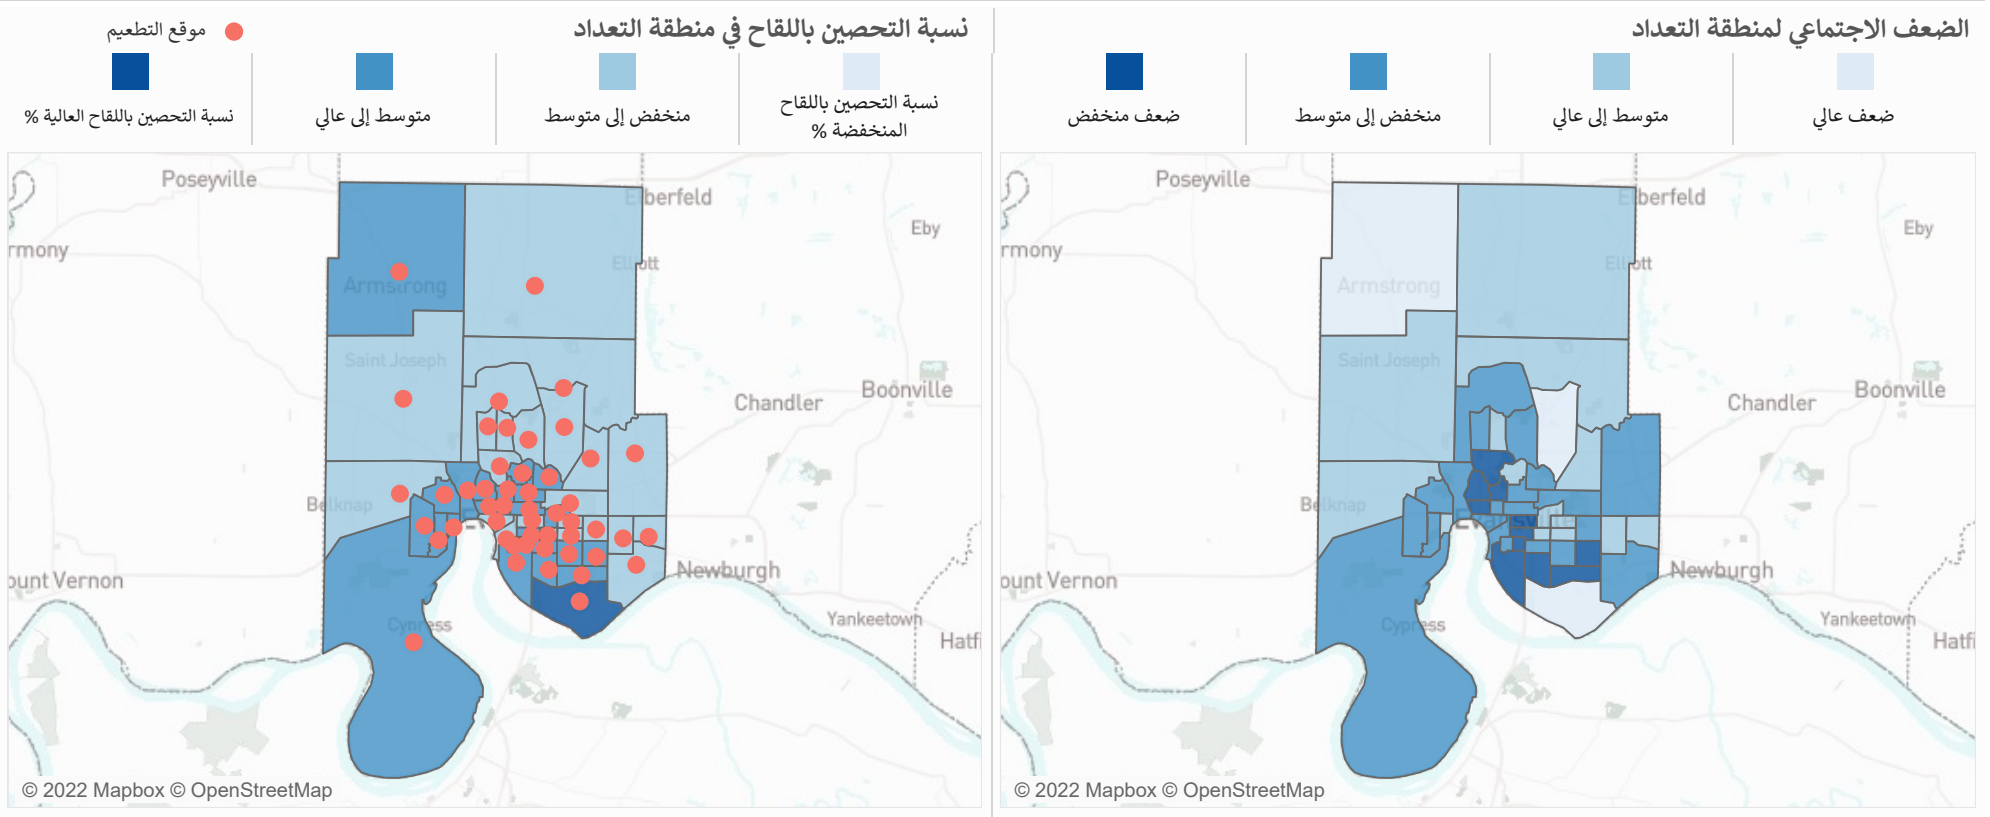 الضعف الاجتماعي لمنطقة التعداد
ضعف عالي
متوسط إلى عالي
منخفض إلى متوسط
ضعف منخفض
نسبة التحصين باللقاح في منطقة التعداد
موقع التطعيم
نسبة التحصين باللقاح
المنخفضة %
منخفض إلى متوسط
متوسط إلى عالي
نسبة التحصين باللقاح العالية %
Poseyville
Elberfeld
Eby
rmony
Elliott
Armstrong
Saint Joseph
Boonville
Chandler
Belknap
Evansville
ount Vernon
Newburgh
Cypress
Yankeetown
Hatfi
© 2022 Mapbox © OpenStreetMap
Poseyville
Elberfeld
Eby
rmony
Elliott
Armstrong
Saint Joseph
Boonville
Chandler
Belknap
Ev
ount Vernon
Newburgh
Cypress
Yankeetown
Hatfi
© 2022 Mapbox © OpenStreetMap